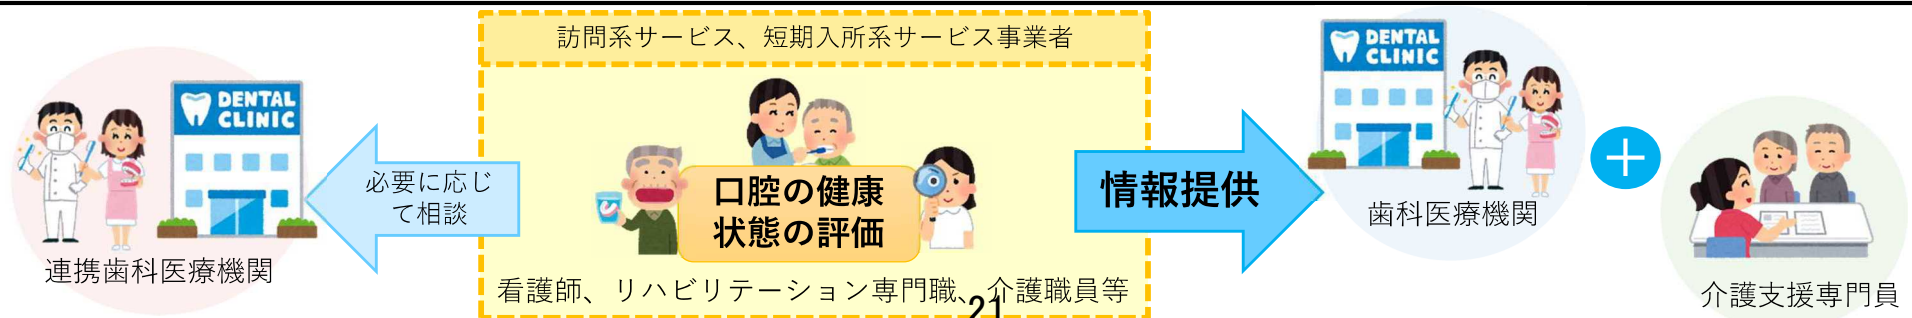 訪問系サービス、短期入所系サービス事業者
DENTAL
CLINIC
必要に応じ
て相談
連携歯科医療機関
口腔の健康
状態の評価
看護師、リハビリテーション専門職、介護職員等
21
情報提供
DENTAL
CLINIC
歯科医療機関
+
介護支援専門員